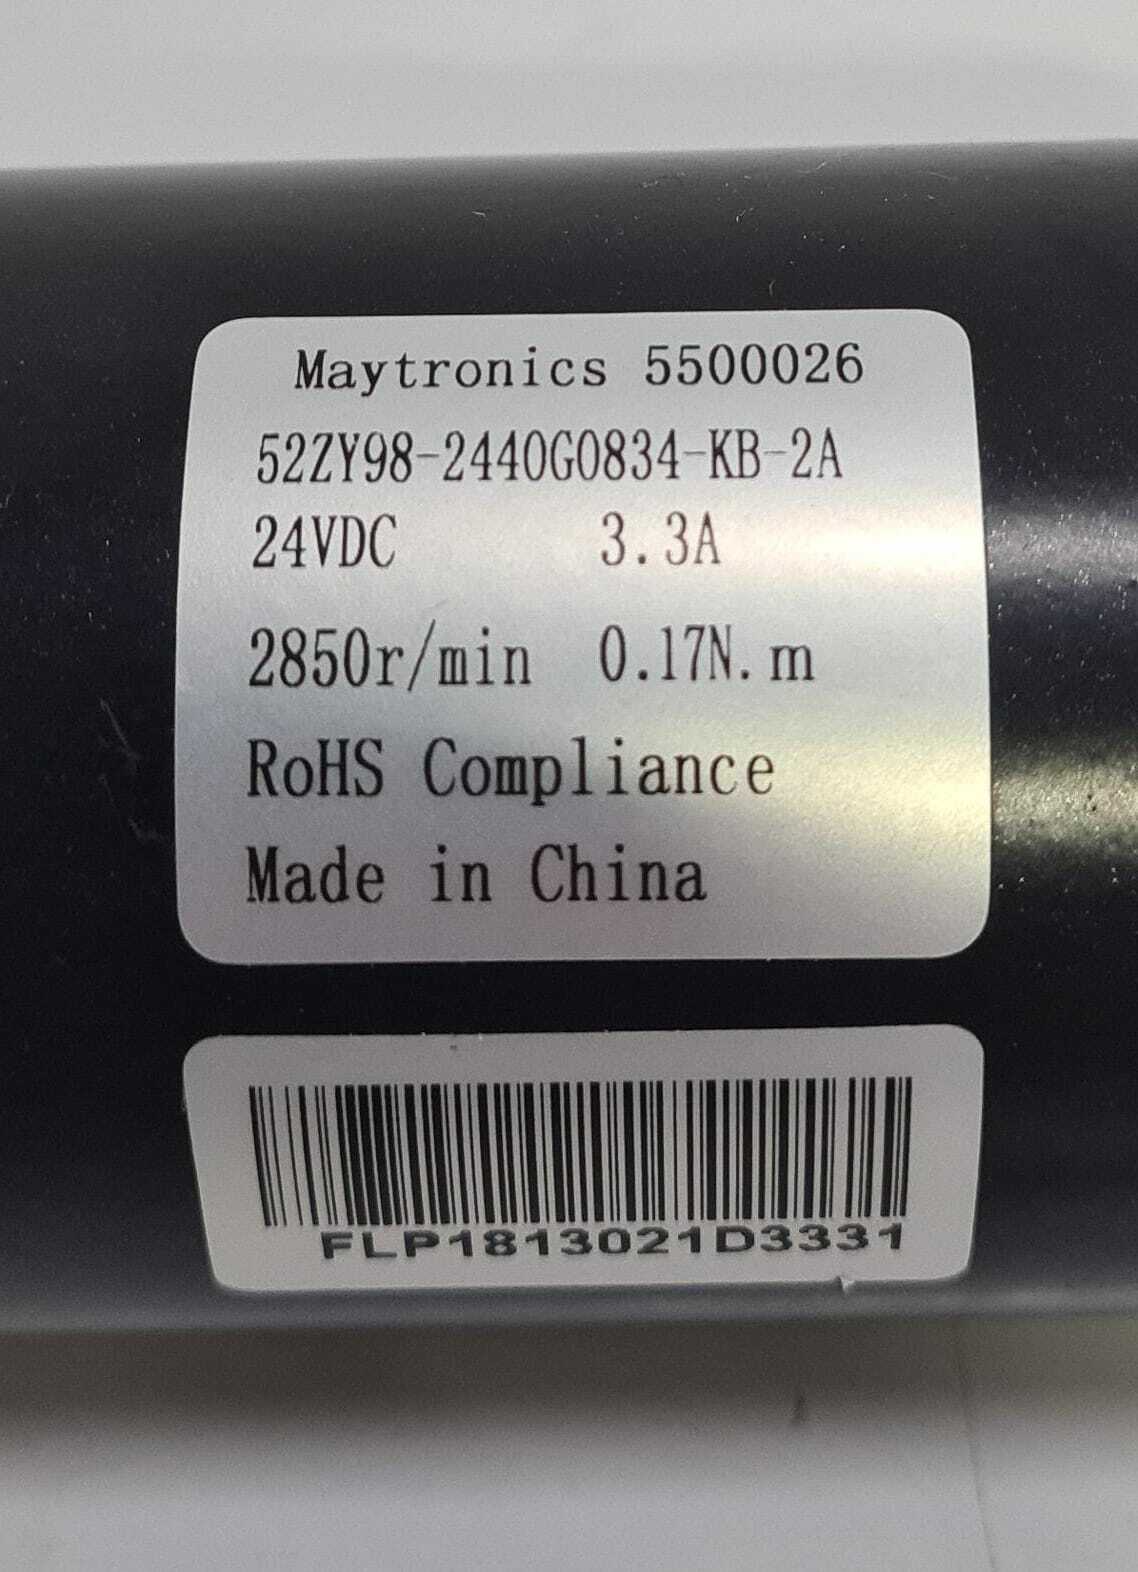 Maytronics 5500026
52ZY98-2440G0834-KB-2A
24VDC 3.3A
2850r/min 0.17N.m
RoHS Compliance
Made in China
FLP1813021D3331